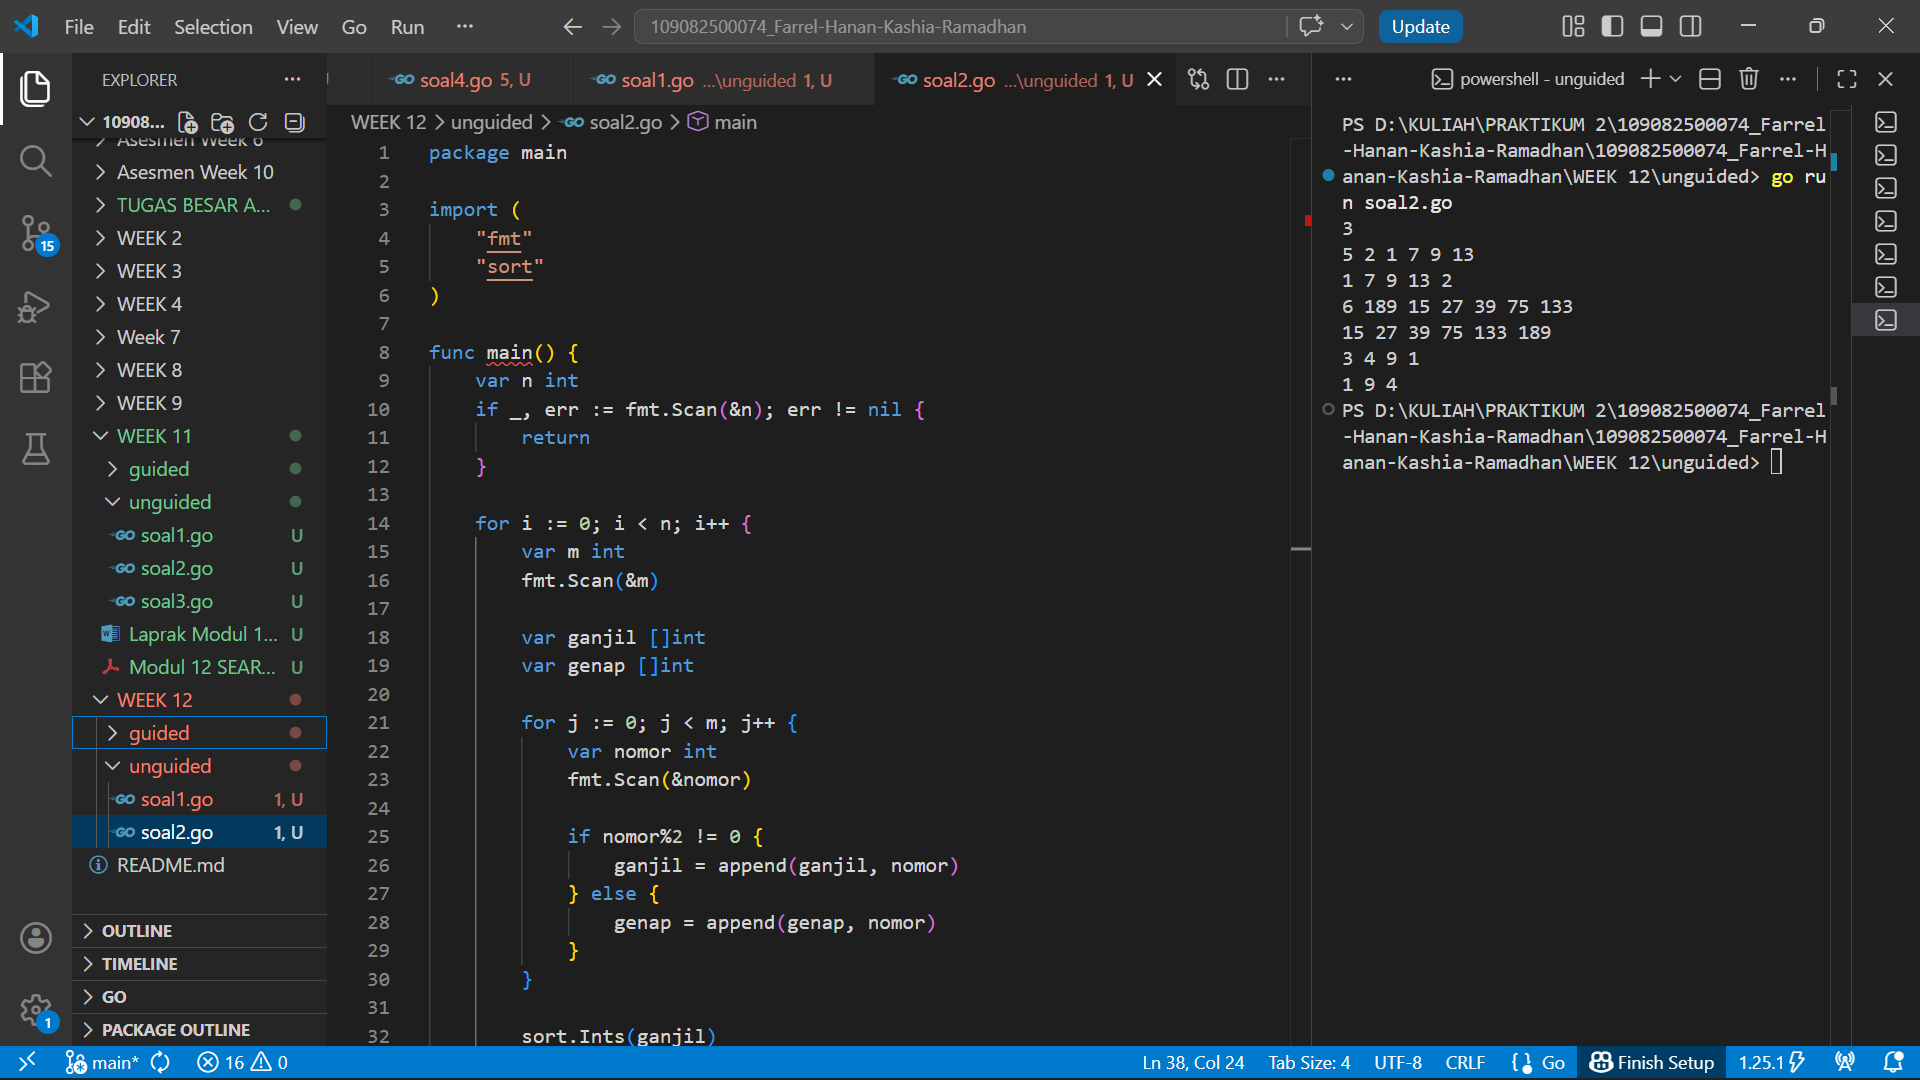 File Edit Selection View Go Run ··· 109082500074_Farrel-Hanan-Kashia-Ramadhan Update
EXPLORER
10908...
Asesmen Week 6
Asesmen Week 10
TUGAS BESAR A...
WEEK 2
WEEK 3
WEEK 4
Week 7
WEEK 8
WEEK 9
WEEK 11
guided
unguided
soal1.go U
soal2.go U
soal3.go U
Laprak Modul 1... U
Modul 12 SEAR... U
WEEK 12
guided
unguided
soal1.go 1, U
soal2.go 1, U
README.md
OUTLINE
TIMELINE
GO
PACKAGE OUTLINE
15
1
soal4.go 5, U soal1.go ...\unguided 1, U soal2.go ...\unguided 1, U
WEEK 12 > unguided > soal2.go > main
1 package main
2
3 import (
4 "fmt"
5 "sort"
6 )
7
8 func main() {
9 var n int
10 if _, err := fmt.Scan(&n); err != nil {
11 return
12 }
13
14 for i := 0; i < n; i++ {
15 var m int
16 fmt.Scan(&m)
17
18 var ganjil []int
19 var genap []int
20
21 for j := 0; j < m; j++ {
22 var nomor int
23 fmt.Scan(&nomor)
24
25 if nomor%2 != 0 {
26 ganjil = append(ganjil, nomor)
27 } else {
28 genap = append(genap, nomor)
29 }
30 }
31
32 sort.Ints(ganjil)
powershell - unguided
PS D:\KULIAH\PRAKTIKUM 2\109082500074_Farrel
-Hanan-Kashia-Ramadhan\109082500074_Farrel-H
anan-Kashia-Ramadhan\WEEK 12\unguided> go ru
n soal2.go
3
5 2 1 7 9 13
1 7 9 13 2
6 189 15 27 39 75 133
15 27 39 75 133 189
3 4 9 1
1 9 4
PS D:\KULIAH\PRAKTIKUM 2\109082500074_Farrel
-Hanan-Kashia-Ramadhan\109082500074_Farrel-H
anan-Kashia-Ramadhan\WEEK 12\unguided>
main* 16 0 Ln 38, Col 24 Tab Size: 4 UTF-8 CRLF {} Go Finish Setup 1.25.1